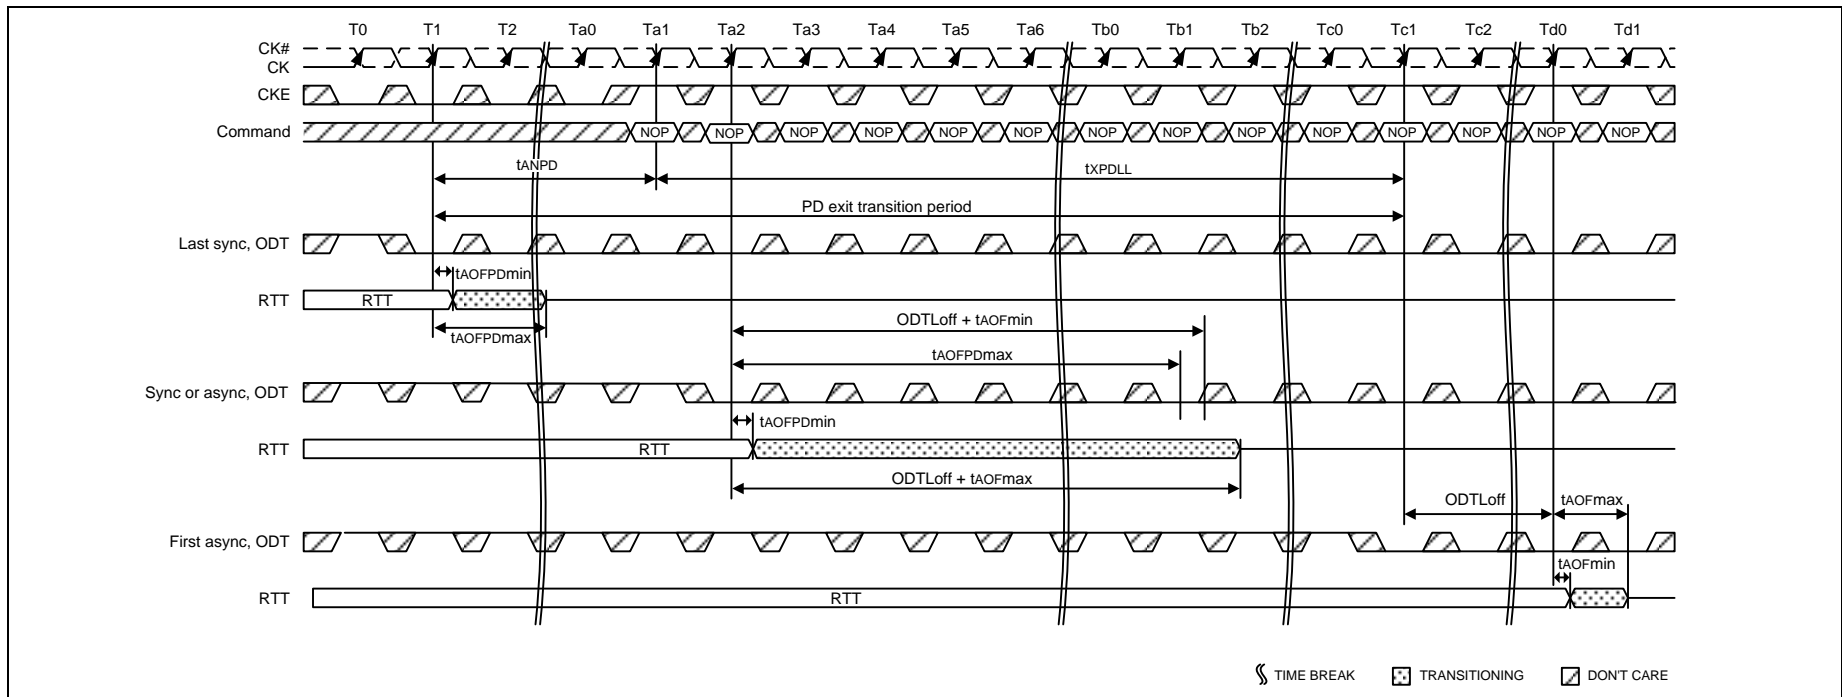 T0 T1 T2 Ta0 Ta1 Ta2 Ta3 Ta4 Ta5 Ta6 Tb0 Tb1 Tb2 Tc0 Tc1 Tc2 Td0 Td1
CK#
CK
CKE
Command NOP NOP NOP NOP NOP NOP NOP NOP NOP NOP NOP NOP NOP NOP
tANPD tXPDLL
PD exit transition period
Last sync, ODT
tAOFPDmin
RTT RTT
ODTLoff + tAOFmin
tAOFPDmax
tAOFPDmax
Sync or async, ODT
tAOFPDmin
RTT RTT
ODTLoff + tAOFmax
ODTLoff tAOFmax
First async, ODT
tAOFmin
RTT RTT
TIME BREAK TRANSITIONING DON'T CARE